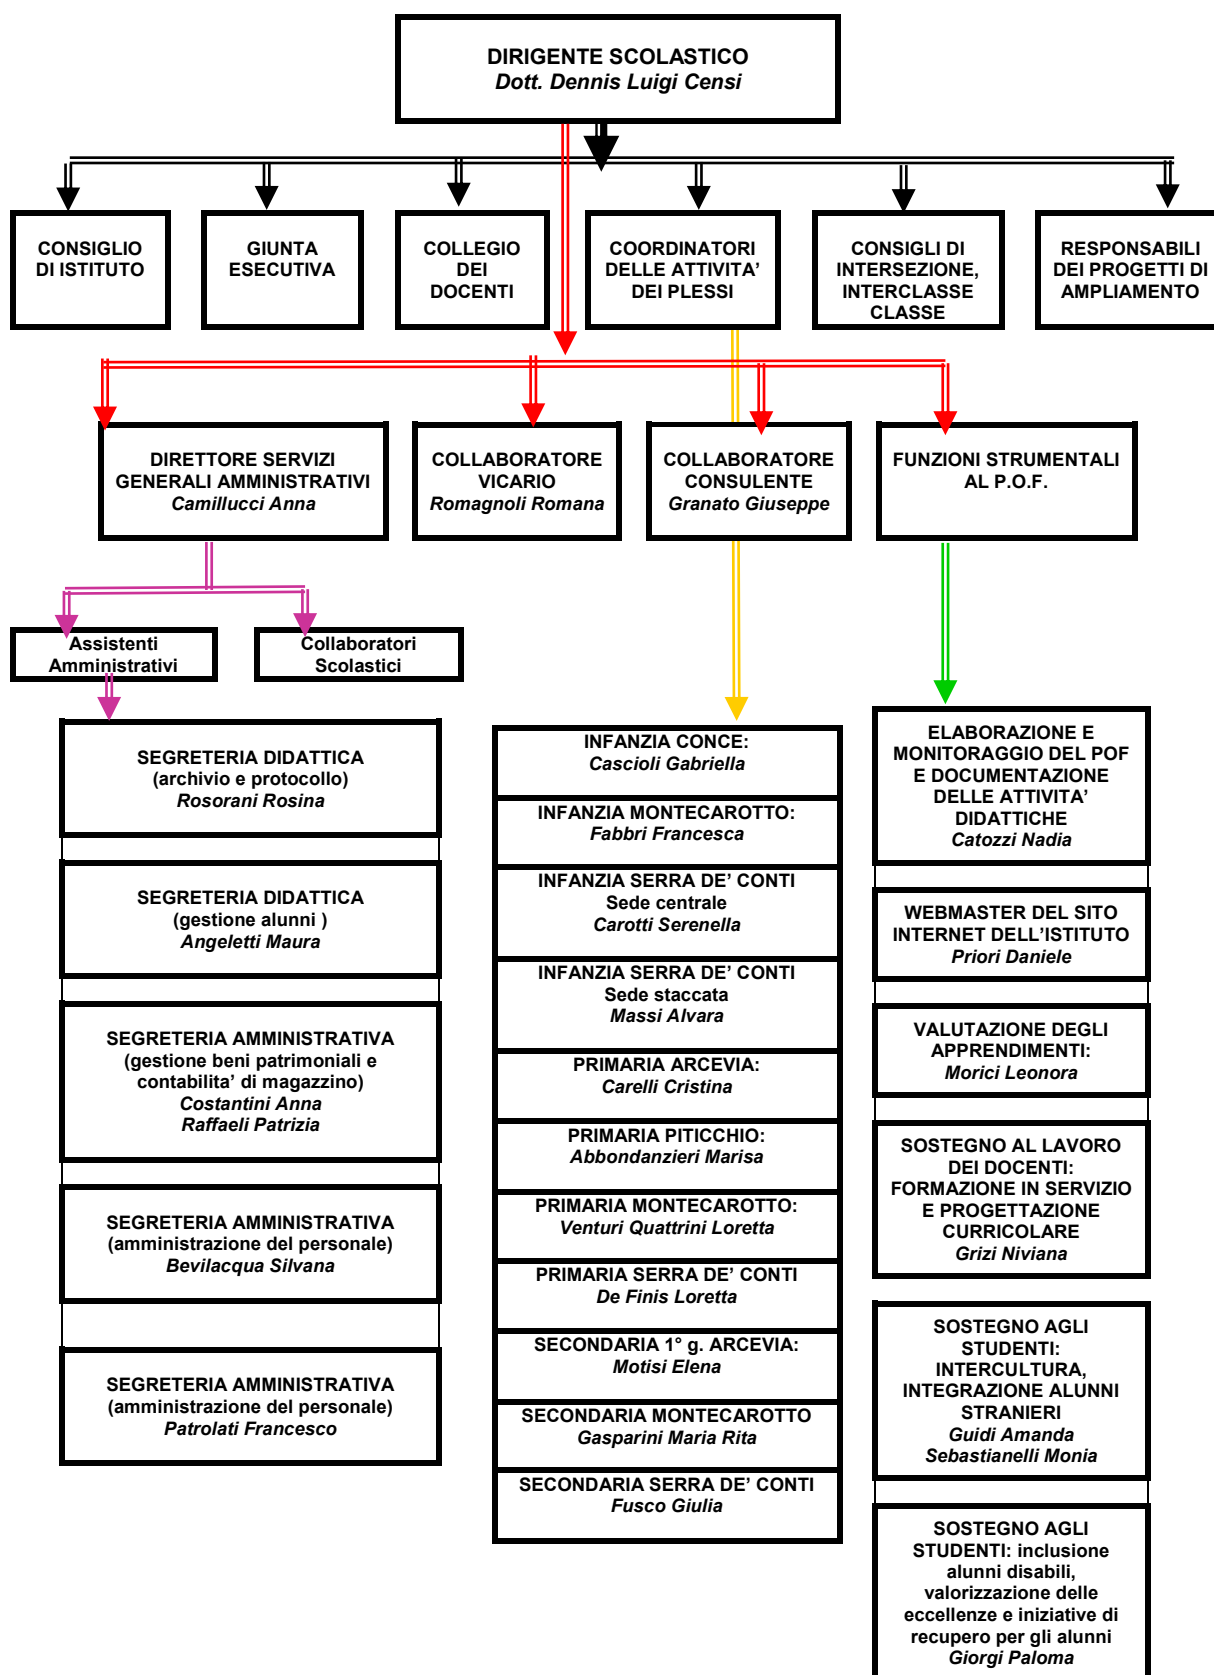 DIRIGENTE SCOLASTICO
Dott. Dennis Luigi Censi
CONSIGLIO
DI ISTITUTO
GIUNTA
ESECUTIVA
COLLEGIO
DEI
DOCENTI
COORDINATORI
DELLE ATTIVITA’
DEI PLESSI
CONSIGLI DI
INTERSEZIONE,
INTERCLASSE
CLASSE
RESPONSABILI
DEI PROGETTI DI
AMPLIAMENTO
DIRETTORE SERVIZI
GENERALI AMMINISTRATIVI
Camillucci Anna
COLLABORATORE
VICARIO
Romagnoli Romana
COLLABORATORE
CONSULENTE
Granato Giuseppe
FUNZIONI STRUMENTALI
AL P.O.F.
Assistenti
Amministrativi
Collaboratori
Scolastici
SEGRETERIA DIDATTICA
(archivio e protocollo)
Rosorani Rosina
SEGRETERIA DIDATTICA
(gestione alunni )
Angeletti Maura
SEGRETERIA AMMINISTRATIVA
(gestione beni patrimoniali e
contabilita’ di magazzino)
Costantini Anna
Raffaeli Patrizia
SEGRETERIA AMMINISTRATIVA
(amministrazione del personale)
Bevilacqua Silvana
SEGRETERIA AMMINISTRATIVA
(amministrazione del personale)
Patrolati Francesco
INFANZIA CONCE:
Cascioli Gabriella
INFANZIA MONTECAROTTO:
Fabbri Francesca
INFANZIA SERRA DE’ CONTI
Sede centrale
Carotti Serenella
INFANZIA SERRA DE’ CONTI
Sede staccata
Massi Alvara
PRIMARIA ARCEVIA:
Carelli Cristina
PRIMARIA PITICCHIO:
Abbondanzieri Marisa
PRIMARIA MONTECAROTTO:
Venturi Quattrini Loretta
PRIMARIA SERRA DE’ CONTI
De Finis Loretta
SECONDARIA 1° g. ARCEVIA:
Motisi Elena
SECONDARIA MONTECAROTTO
Gasparini Maria Rita
SECONDARIA SERRA DE’ CONTI
Fusco Giulia
ELABORAZIONE E
MONITORAGGIO DEL POF
E DOCUMENTAZIONE
DELLE ATTIVITA’
DIDATTICHE
Catozzi Nadia
WEBMASTER DEL SITO
INTERNET DELL’ISTITUTO
Priori Daniele
VALUTAZIONE DEGLI
APPRENDIMENTI:
Morici Leonora
SOSTEGNO AL LAVORO
DEI DOCENTI:
FORMAZIONE IN SERVIZIO
E PROGETTAZIONE
CURRICOLARE
Grizi Niviana
SOSTEGNO AGLI
STUDENTI:
INTERCULTURA,
INTEGRAZIONE ALUNNI
STRANIERI
Guidi Amanda
Sebastianelli Monia
SOSTEGNO AGLI
STUDENTI: inclusione
alunni disabili,
valorizzazione delle
eccellenze e iniziative di
recupero per gli alunni
Giorgi Paloma